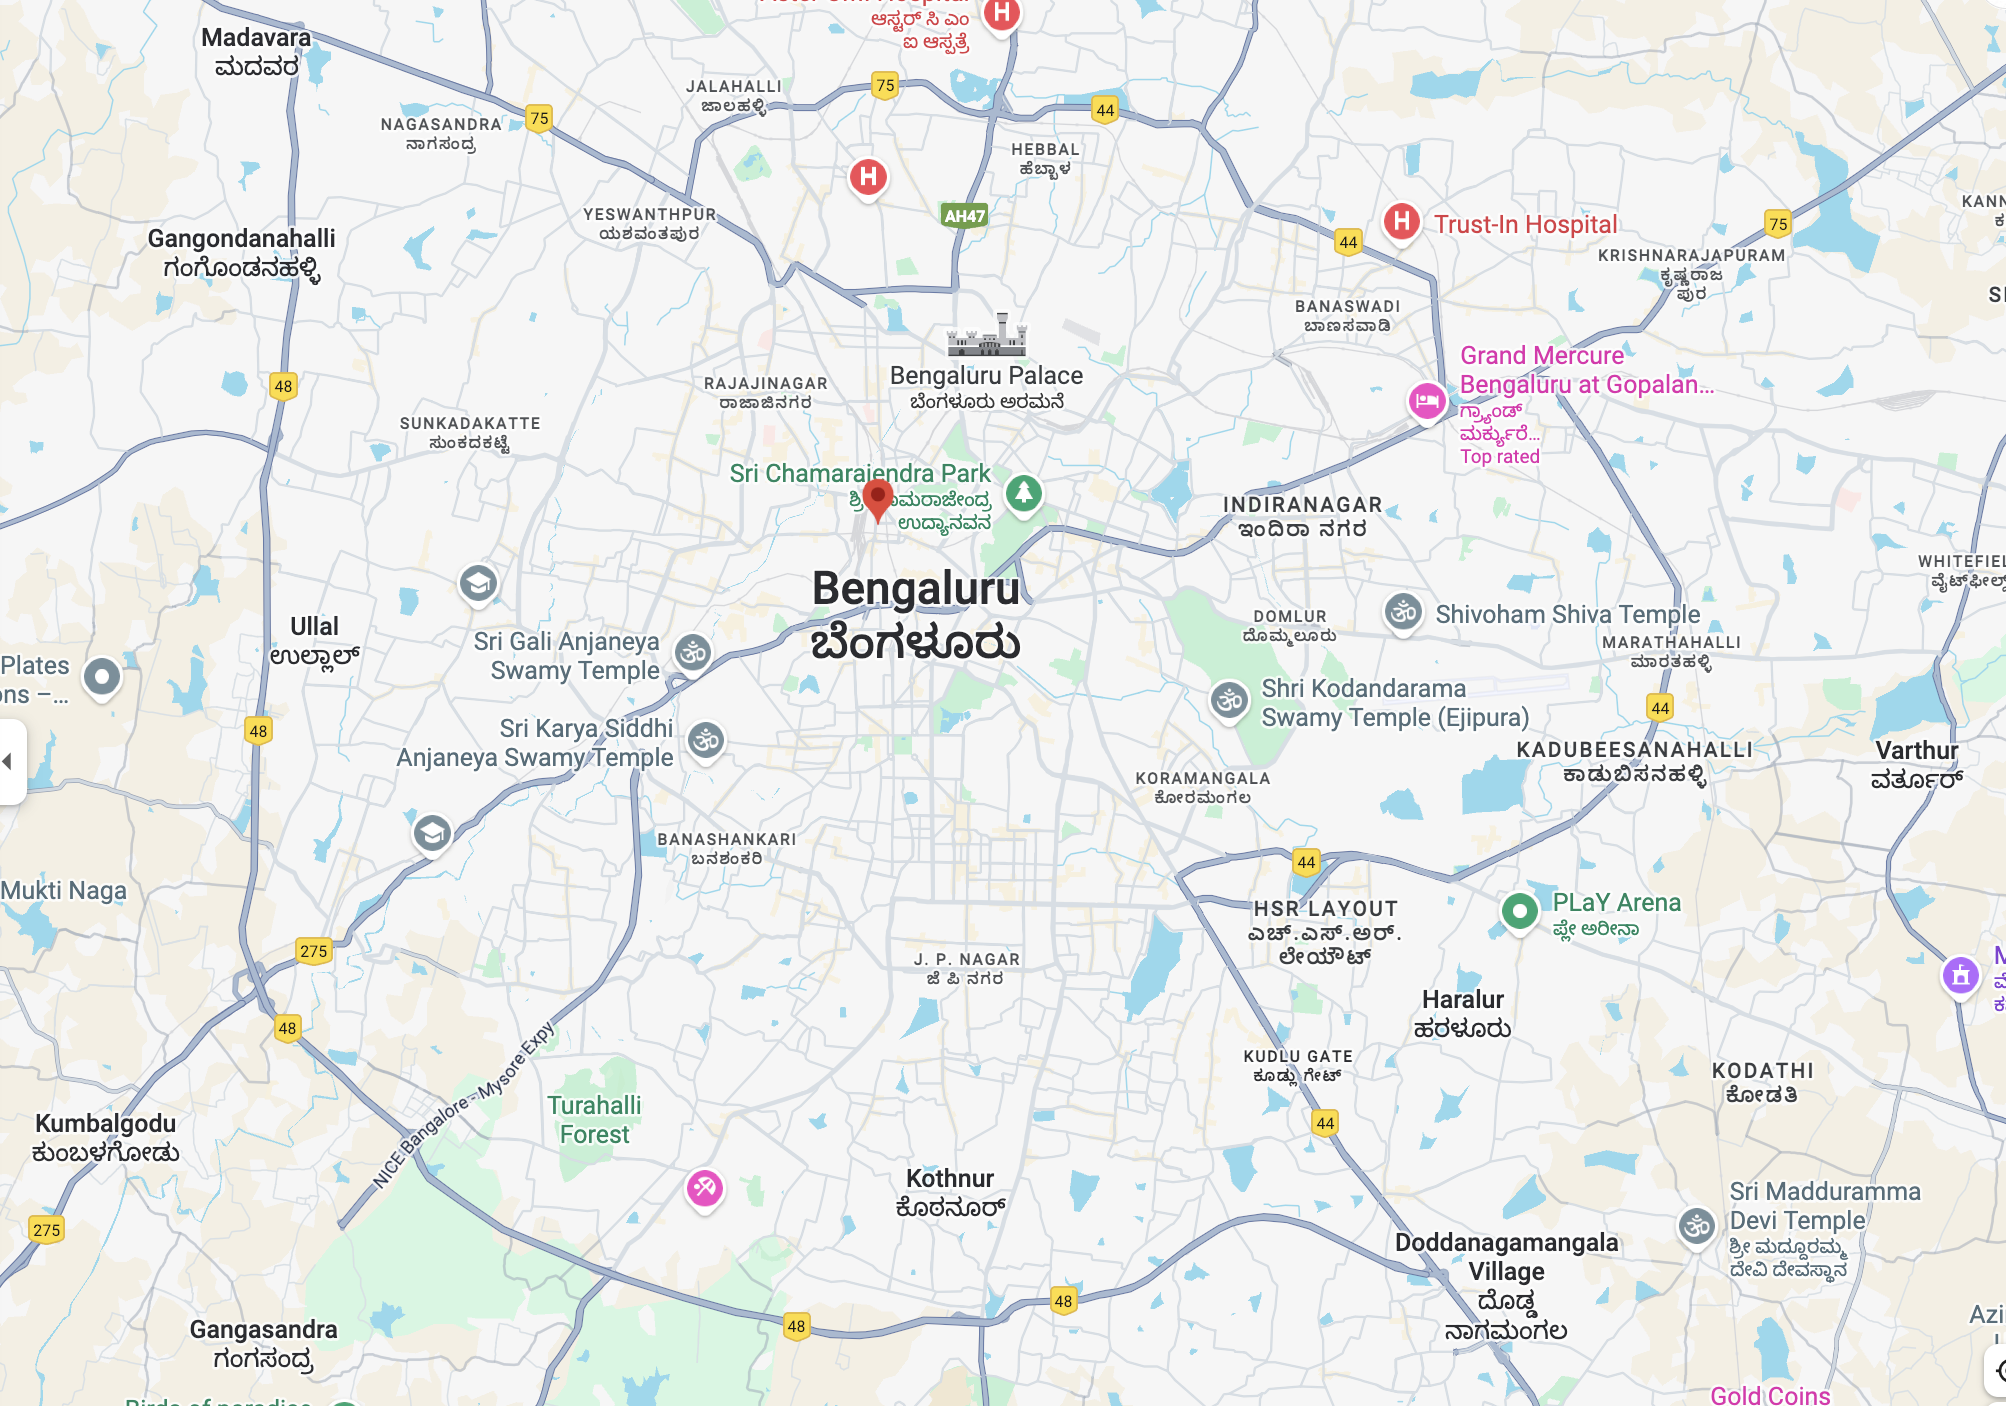 Madavara
ಮದವರ
ಆಸ್ಟರ್ ಸಿ ಎಂ
ಐ ಆಸ್ಪತ್ರೆ
H
JALAHALLI
ಜಾಲಹಳ್ಳಿ
75
44
75
NAGASANDRA
ನಾಗಸಂದ್ರ
HEBBAL
ಹೆಬ್ಬಾಳ
H
YESWANTHPUR
ಯಶವಂತಪುರ
AH47
H
Trust-In Hospital
75
44
Gangondanahalli
ಗಂಗೊಂಡನಹಳ್ಳಿ
KRISHNARAJAPURAM
ಕೃಷ್ಣರಾಜ
ಪುರ
BANASWADI
ಬಾಣಸವಾಡಿ
Bengaluru Palace
ಬೆಂಗಳೂರು ಅರಮನೆ
Grand Mercure
Bengaluru at Gopalan...
ಗ್ರ್ಯಾಂಡ್
ಮರ್ಕ್ಯುರೆ...
Top rated
48
RAJAJINAGAR
ರಾಜಾಜಿನಗರ
SUNKADAKATTE
ಸುಂಕದಕಟ್ಟೆ
Sri Chamarajendra Park
ಉದ್ಯಾನವನ
INDIRANAGAR
ಇಂದಿರಾ ನಗರ
ವೈಟ್‌ಫೀಲ್ಡ್
Bengaluru
ಬೆಂಗಳೂರು
Ullal
ಉಲ್ಲಾಲ್
DOMLUR
ದೊಮ್ಮಲೂರು
Shivoham Shiva Temple
MARATHAHALLI
ಮಾರತಹಳ್ಳಿ
Sri Gali Anjaneya
Swamy Temple
Plates
ons –...
Shri Kodandarama
Swamy Temple (Ejipura)
44
48
Sri Karya Siddhi
Anjaneya Swamy Temple
KADUBEESANAHALLI
ಕಾಡುಬಿಸನಹಳ್ಳಿ
Varthur
ವರ್ತೂರ್
KORAMANGALA
ಕೋರಮಂಗಲ
BANASHANKARI
ಬನಶಂಕರಿ
44
Mukti Naga
HSR LAYOUT
ಎಚ್.ಎಸ್.ಆರ್.
ಲೇಯೌಟ್
PLaY Arena
ಪ್ಲೇ ಅರೀನಾ
275
J. P. NAGAR
ಜೆ ಪಿ ನಗರ
Haralur
ಹರಳೂರು
48
NICE Bangalore - Mysore Expy
KUDLU GATE
ಕೂಡ್ಲು ಗೇಟ್
KODATHI
ಕೋಡತಿ
Turahalli
Forest
44
Kumbalgodu
ಕುಂಬಳಗೋಡು
Kothnur
ಕೊಠನೂರ್
Sri Madduramma
Devi Temple
ಶ್ರೀ ಮದ್ದೂರಮ್ಮ
ದೇವಿ ದೇವಸ್ಥಾನ
275
Doddanagamangala
Village
ದೊಡ್ಡ
ನಾಗಮಂಗಲ
48
48
Gangasandra
ಗಂಗಸಂದ್ರ
Gold Coins